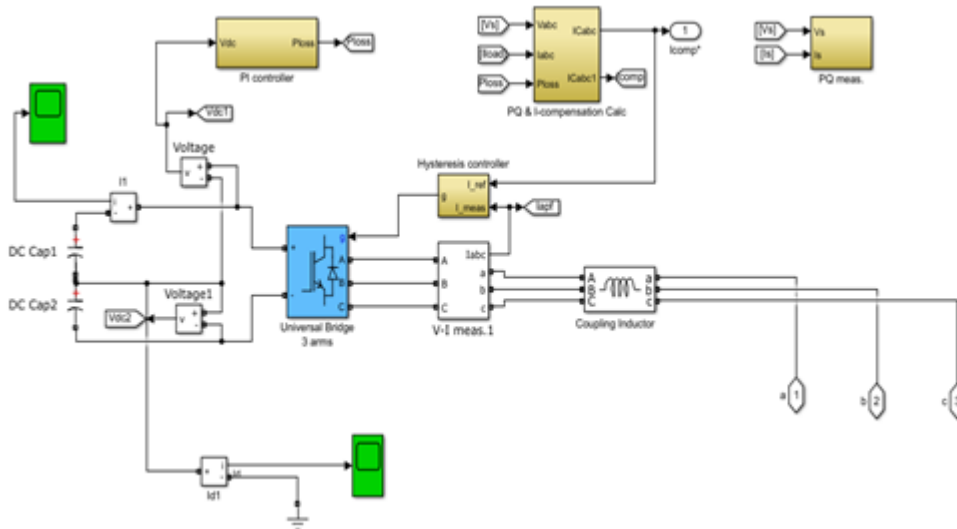 Vdc
Ploss
Ploss
PI controller
[Vs]
Vabc
ICabc
1
Icomp*
[Iload]
Iabc
Ploss
Ploss
ICabc1
comp
PQ & I-compensation Calc
[Vs]
Vs
[Is]
Is
PQ meas.
Vdc1
Voltage
v
+
-
Hysteresis controller
I_ref
g
I_meas
Iapf
I1
i
+
-
DC Cap1
+
DC Cap2
+
Voltage1
Vdc2
v
+
-
g
+
-
A
B
C
Universal Bridge
3 arms
Iabc
A
a
B
b
C
c
V-I meas.1
A
a
B
b
C
c
Coupling Inductor
a
1
b
2
c
3
+
i
-
Id1